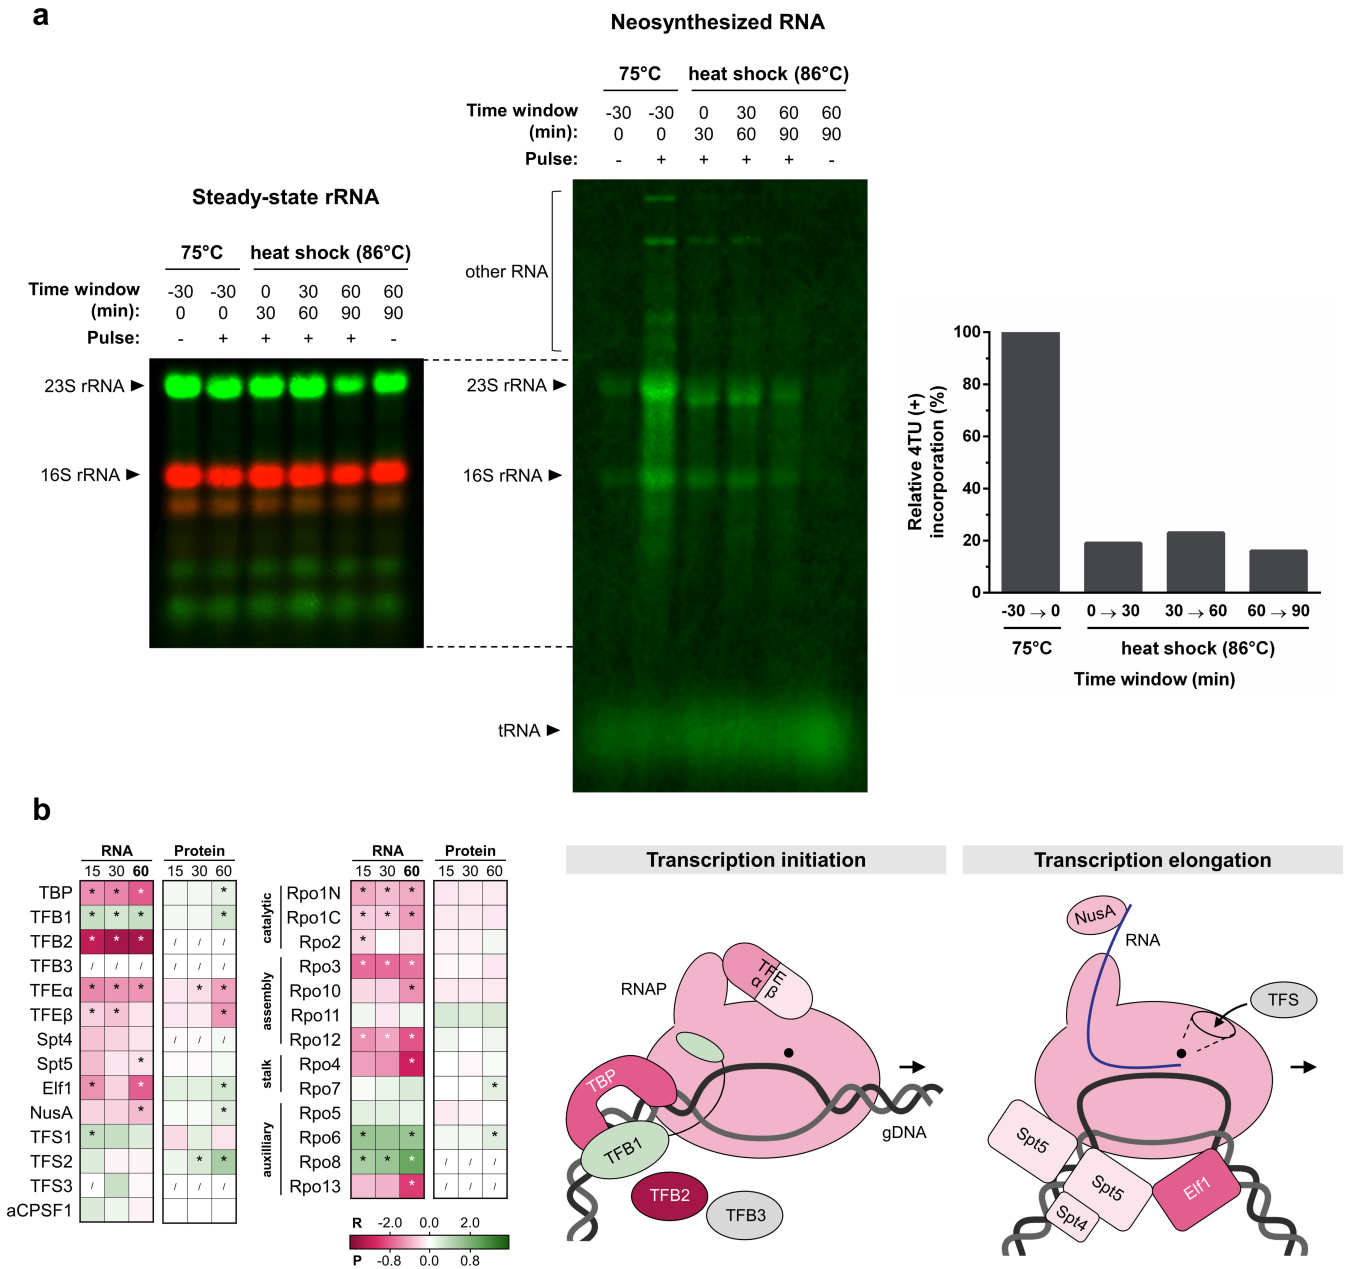 a
Neosynthesized RNA
75°C heat shock (86°C)
Time window -30 -30 0 30 60 60
(min): 0 0 30 60 90 90
Pulse: - + + + + -
other RNA
23S rRNA
16S rRNA
tRNA
Steady-state rRNA
75°C heat shock (86°C)
Time window -30 -30 0 30 60 60
(min): 0 0 30 60 90 90
Pulse: - + + + + -
23S rRNA
16S rRNA
Relative 4TU (+)
incorporation (%)
100
80
60
40
20
0
-30 → 0 0 → 30 30 → 60 60 → 90
75°C heat shock (86°C)
Time window (min)
b
RNA Protein
15 30 60 15 30 60
TBP * * * *
TFB1 * * * *
TFB2 * * * / / /
TFB3 / / / / / /
TFEα * * * * *
TFEβ * * *
Spt4 / / /
Spt5 *
Elf1 * * *
NusA * *
TFS1 *
TFS2 * *
TFS3 / / / /
aCPSF1
RNA Protein
15 30 60 15 30 60
catalytic
Rpo1N * * *
Rpo1C * * *
Rpo2 *
assembly
Rpo3 * * *
Rpo10 *
Rpo11
Rpo12 * * *
stalk
Rpo4 *
Rpo7 *
auxiliary
Rpo5
Rpo6 * * *
Rpo8 * * * / / /
Rpo13 * / / /
R -2.0 0.0 2.0
P -0.8 0.0 0.8
Transcription initiation
RNAP
TFE
α β
TBP
TFB1
TFB2
TFB3
gDNA
Transcription elongation
NusA
RNA
TFS
Spt5
Spt5
Spt4
Elf1